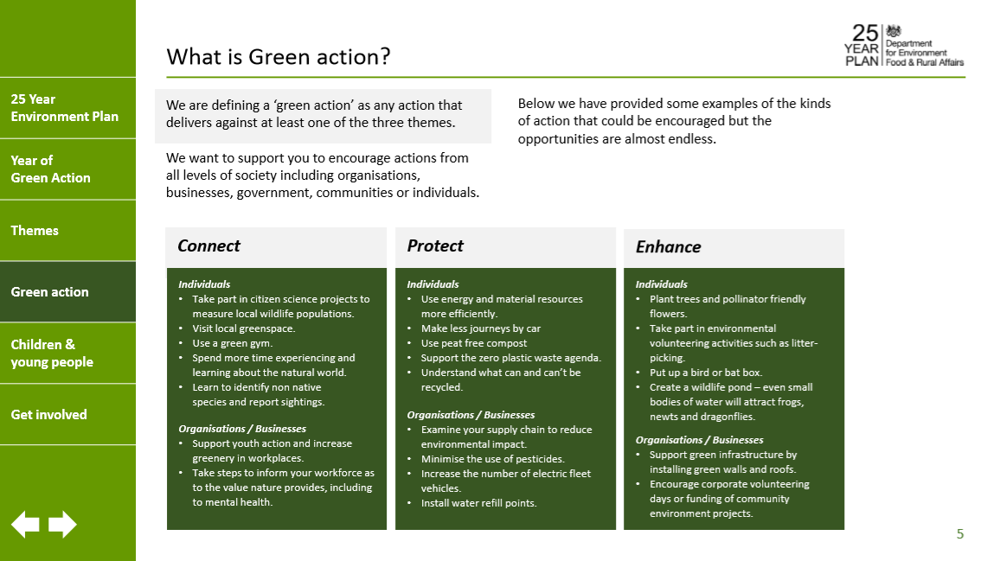 25 Year
Environment Plan
Year of
Green Action
Themes
Green action
Children &
young people
Get involved
What is Green action?
25
YEAR
PLAN
Department
for Environment
Food & Rural Affairs
We are defining a ‘green action’ as any action that
delivers against at least one of the three themes.
We want to support you to encourage actions from
all levels of society including organisations,
businesses, government, communities or individuals.
Below we have provided some examples of the kinds
of action that could be encouraged but the
opportunities are almost endless.
Connect
Individuals
• Take part in citizen science projects to
measure local wildlife populations.
• Visit local greenspace.
• Use a green gym.
• Spend more time experiencing and
learning about the natural world.
• Learn to identify non native
species and report sightings.
Organisations / Businesses
• Support youth action and increase
greenery in workplaces.
• Take steps to inform your workforce as
to the value nature provides, including
to mental health.
Protect
Individuals
• Use energy and material resources
more efficiently.
• Make less journeys by car
• Use peat free compost
• Support the zero plastic waste agenda.
• Understand what can and can’t be
recycled.
Organisations / Businesses
• Examine your supply chain to reduce
environmental impact.
• Minimise the use of pesticides.
• Increase the number of electric fleet
vehicles.
• Install water refill points.
Enhance
Individuals
• Plant trees and pollinator friendly
flowers.
• Take part in environmental
volunteering activities such as litter-
picking.
• Put up a bird or bat box.
• Create a wildlife pond – even small
bodies of water will attract frogs,
newts and dragonflies.
Organisations / Businesses
• Support green infrastructure by
installing green walls and roofs.
• Encourage corporate volunteering
days or funding of community
environment projects.
5